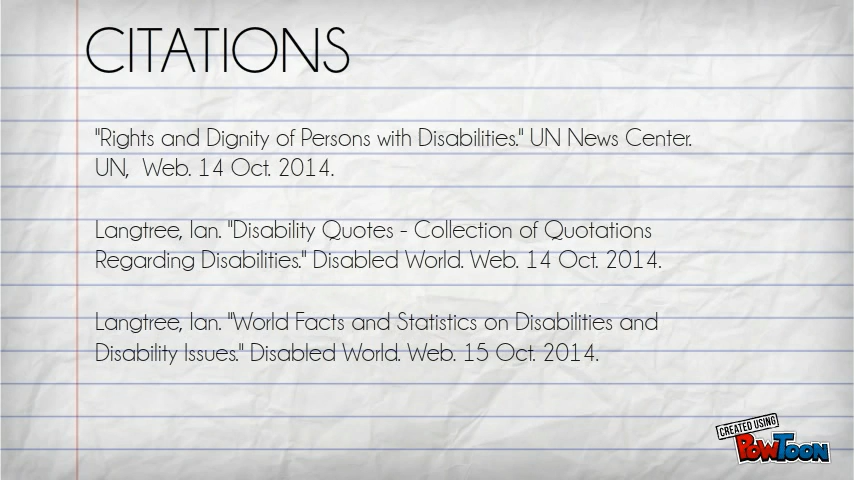 CITATIONS
"Rights and Dignity of Persons with Disabilities." UN News Center.
UN,  Web. 14 Oct. 2014.
Langtree, Ian. "Disability Quotes - Collection of Quotations
Regarding Disabilities." Disabled World. Web. 14 Oct. 2014.
Langtree, Ian. "World Facts and Statistics on Disabilities and
Disability Issues." Disabled World. Web. 15 Oct. 2014.
CREATED USING
POWTOON